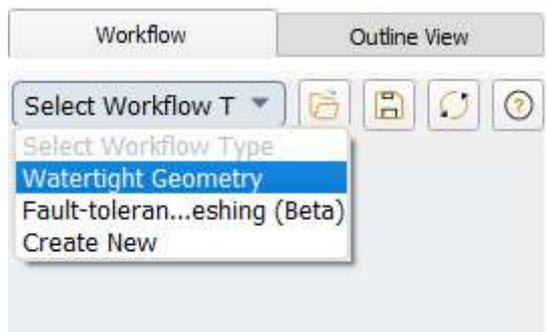 Workflow
Outline View
Select Workflow T
Select Workflow Type
Watertight Geometry
Fault-toleran...eshing (Beta)
Create New